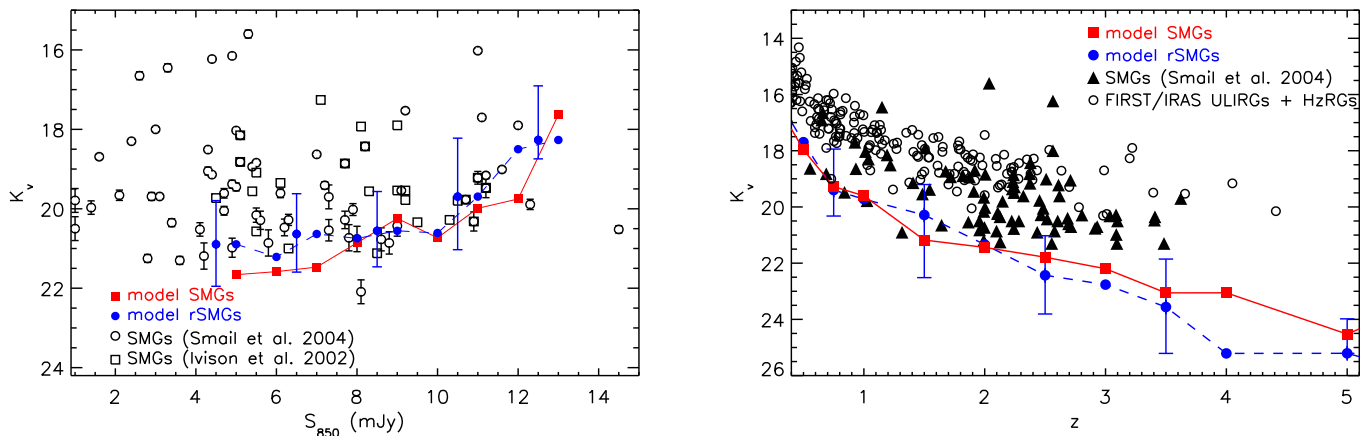 16
18
20
22
24
K_v
model SMGs
model rSMGs
SMGs (Smail et al. 2004)
SMGs (Ivison et al. 2002)
2
4
6
8
10
12
14
S_850 (mJy)
14
16
18
20
22
24
26
K_v
model SMGs
model rSMGs
SMGs (Smail et al. 2004)
FIRST/IRAS ULIRGs + HzRGs
1
2
3
4
5
z